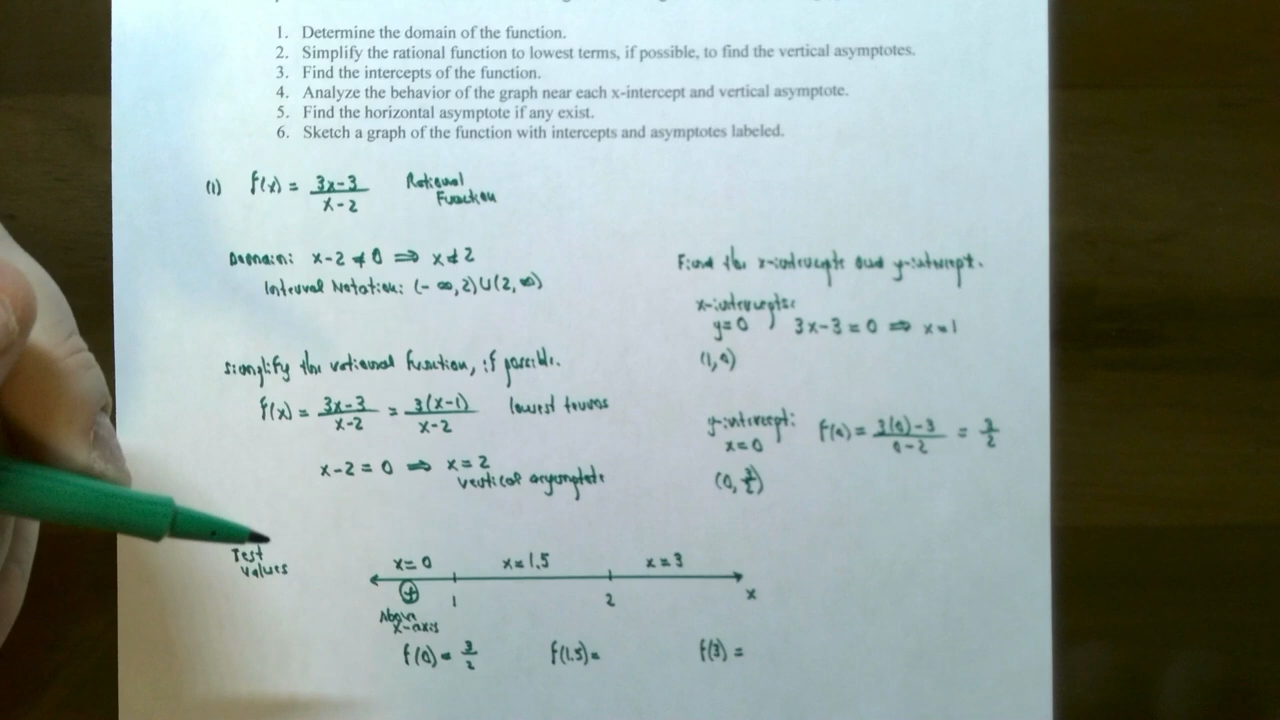 1. Determine the domain of the function.
2. Simplify the rational function to lowest terms, if possible, to find the vertical asymptotes.
3. Find the intercepts of the function.
4. Analyze the behavior of the graph near each x-intercept and vertical asymptote.
5. Find the horizontal asymptote if any exist.
6. Sketch a graph of the function with intercepts and asymptotes labeled.
(1) f(x) = (3x-3)/(x-2) Rational Function
Domain: x-2 ≠ 0 ⇒ x ≠ 2
Interval Notation: (-∞, 2) ∪ (2, ∞)
Simplify the rational function, if possible.
f(x) = (3x-3)/(x-2) = 3(x-1)/(x-2) lowest terms
x-2 = 0 ⇒ x = 2
vertical asymptote
Find the x-intercepts and y-intercept.
x-intercepts:
y=0, 3x-3 = 0 ⇒ x=1
(1, 0)
y-intercept: f(0) = (3(0)-3)/(0-2) = 3/2
x=0
(0, 3/2)
Test Values
x=0 x=1.5 x=3
+ 1 2 x
Above
x-axis
f(0) = 3/2 f(1.5)= f(3) =